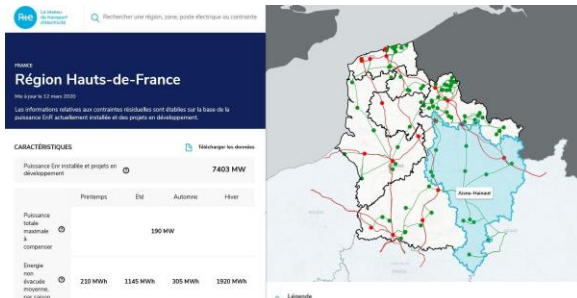 Rte
Le réseau
de transport
d'électricité
Rechercher une région, zone, poste électrique ou contrainte
FRANCE
Région Hauts-de-France
Mis à jour le 12 mars 2020
Les informations relatives aux contraintes résiduelles sont établies sur la base de la
puissance EnR actuellement installée et des projets en développement.
CARACTÉRISTIQUES
Télécharger les données
Puissance Enr installée et projets en
développement
7403 MW
Printemps Eté Automne Hiver
Puissance
totale
maximale
à
compenser
190 MW
Energie
non
évacuée
moyenne,
par saison
210 MWh 1145 MWh 305 MWh 1920 MWh
Aisne-Hainaut
Légende